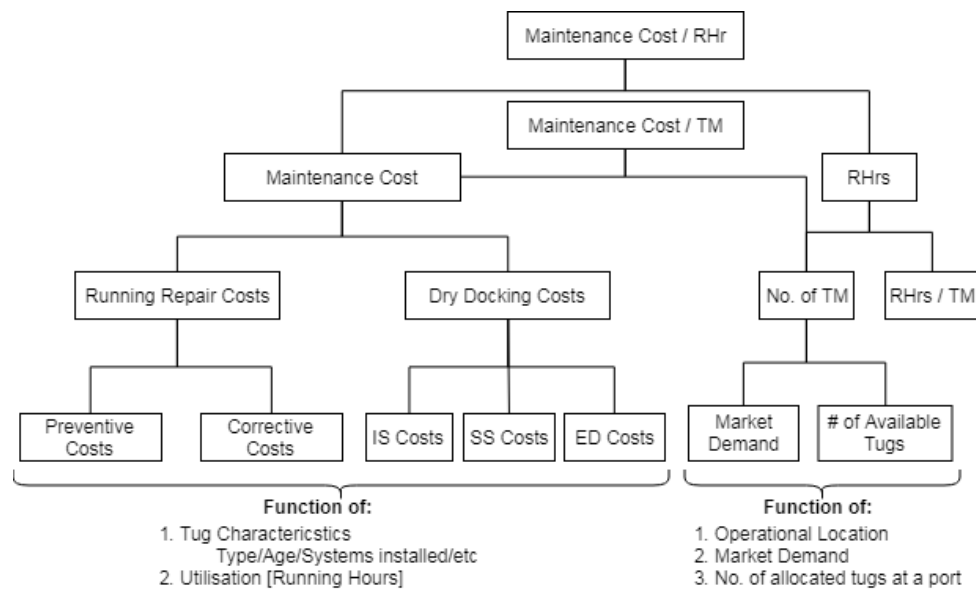 Maintenance Cost / RHr
Maintenance Cost / TM
Maintenance Cost
RHrs
Running Repair Costs
Dry Docking Costs
No. of TM
RHrs / TM
Preventive
Costs
Corrective
Costs
IS Costs
SS Costs
ED Costs
Market
Demand
# of Available
Tugs
Function of:
1. Tug Charactericstics
Type/Age/Systems installed/etc
2. Utilisation [Running Hours]
Function of:
1. Operational Location
2. Market Demand
3. No. of allocated tugs at a port